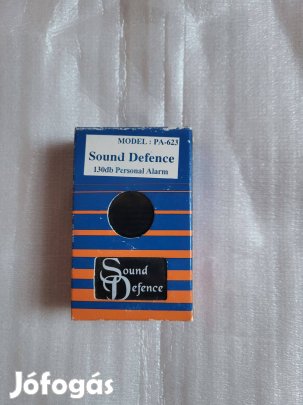 MODEL : PA-623
Sound Defence
130db Personal Alarm
Sound
Defence
Jófogás